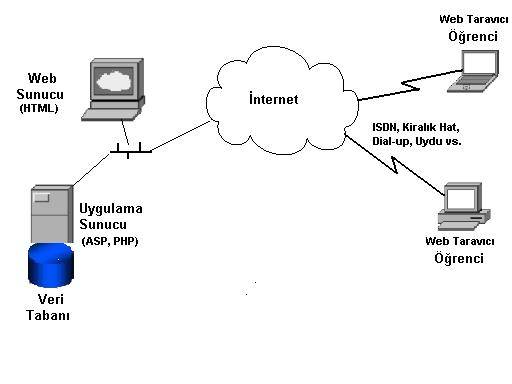 Web Taravıcı
Öğrenci
Web
Sunucu
(HTML)
İnternet
ISDN, Kiralık Hat,
Dial-up, Uydu vs.
Uygulama
Sunucu
(ASP, PHP)
Web Taravıcı
Öğrenci
Veri
Tabanı